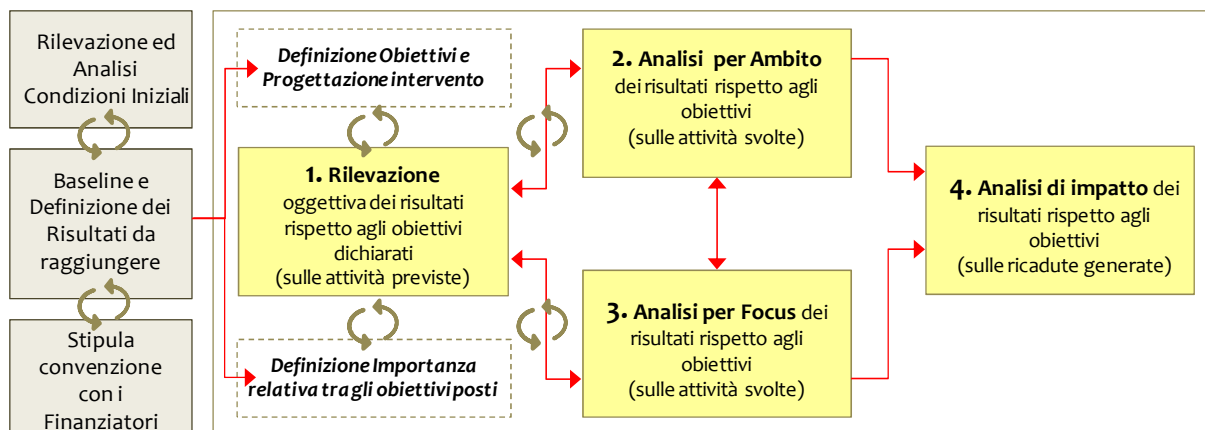 Rilevazione ed
Analisi
Condizioni Iniziali
Baseline e
Definizione dei
Risultati da
raggiungere
Stipula
convenzione
con i
Finanziatori
Definizione Obiettivi e
Progettazione intervento
1. Rilevazione
oggettiva dei risultati
rispetto agli obiettivi
dichiarati
(sulle attività previste)
Definizione Importanza
relativa tra gli obiettivi posti
2. Analisi per Ambito
dei risultati rispetto agli
obiettivi
(sulle attività svolte)
3. Analisi per Focus dei
risultati rispetto agli
obiettivi
(sulle attività svolte)
4. Analisi di impatto dei
risultati rispetto agli
obiettivi
(sulle ricadute generate)